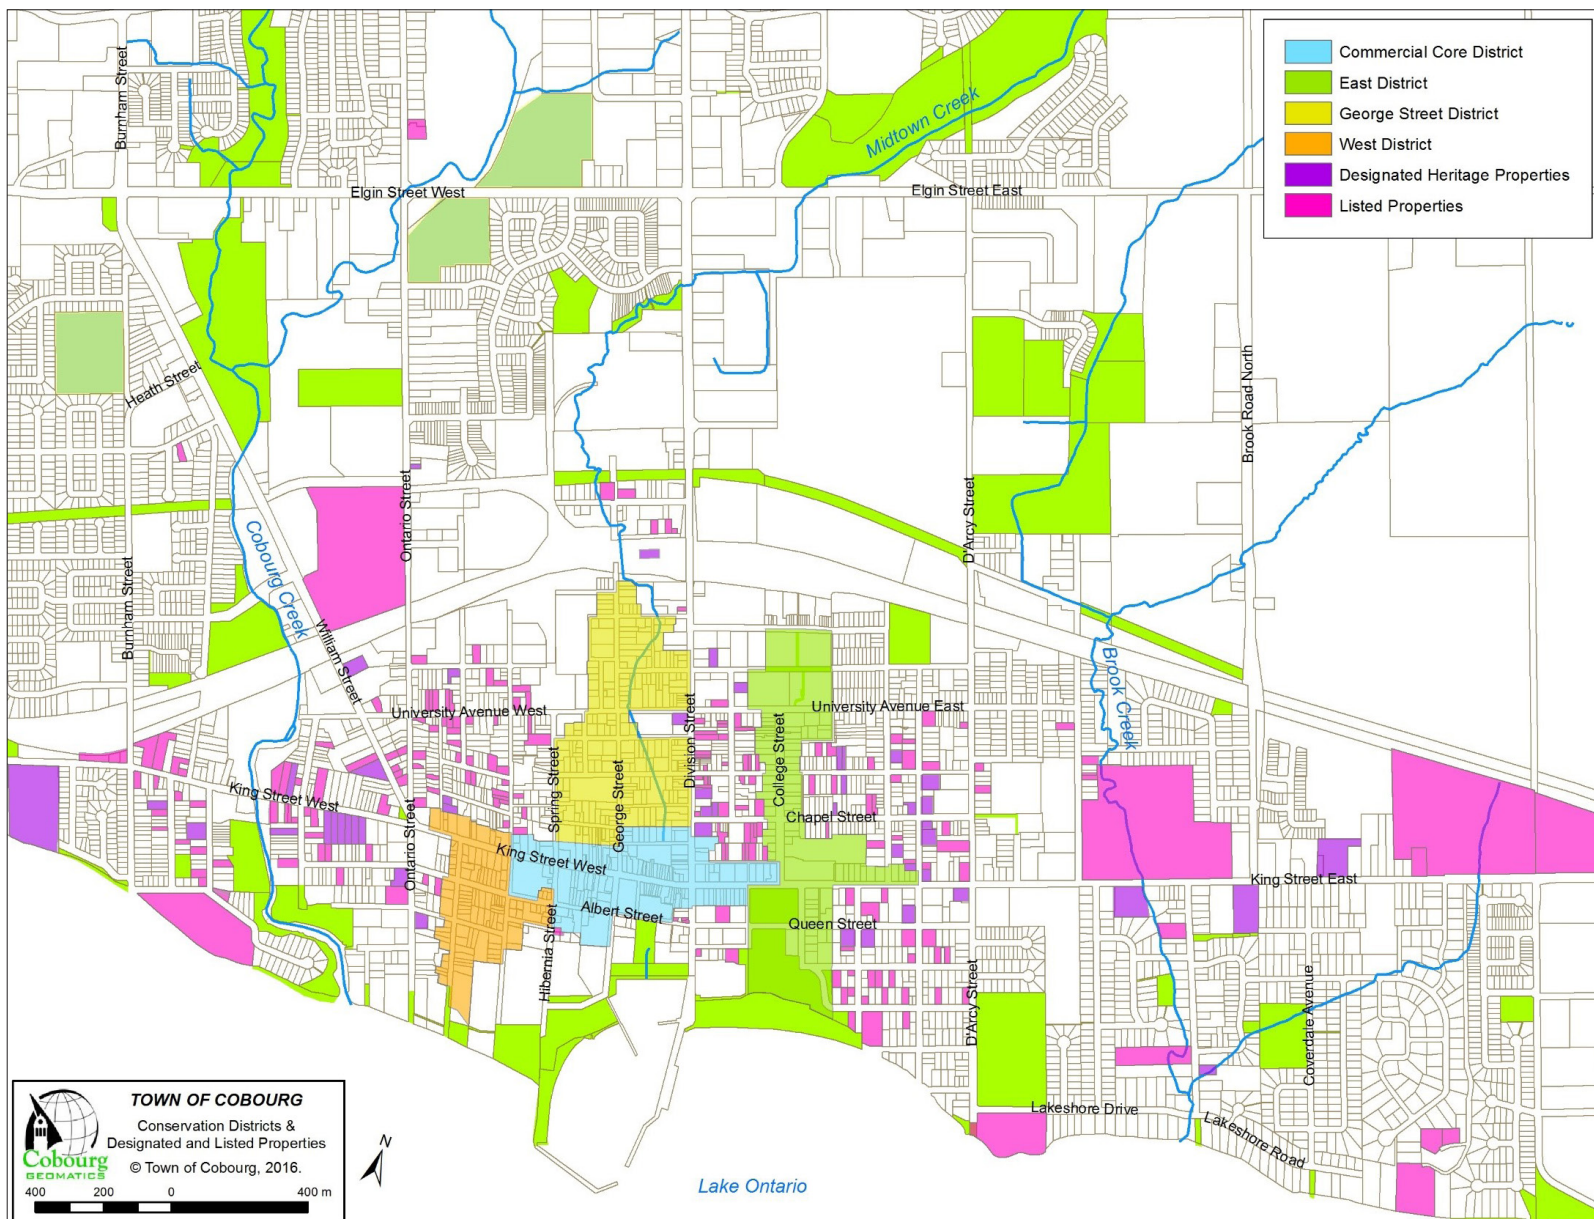 Commercial Core District
East District
George Street District
West District
Designated Heritage Properties
Listed Properties
Burnham Street
Midtown Creek
Elgin Street West
Elgin Street East
Heath Street
Brook Road North
Ontario Street
D'Arcy Street
Cobourg Creek
Burnham Street
William Street
Brook Creek
University Avenue West
University Avenue East
Division Street
College Street
Spring Street
George Street
King Street West
Chapel Street
Ontario Street
King Street West
King Street East
Albert Street
Queen Street
Hibernia Street
D'Arcy Street
Coverdale Avenue
Lakeshore Drive
Lakeshore Road
Lake Ontario
N
TOWN OF COBOURG
Conservation Districts &
Designated and Listed Properties
© Town of Cobourg, 2016.
Cobourg
GEOMATICS
400 200 0 400 m